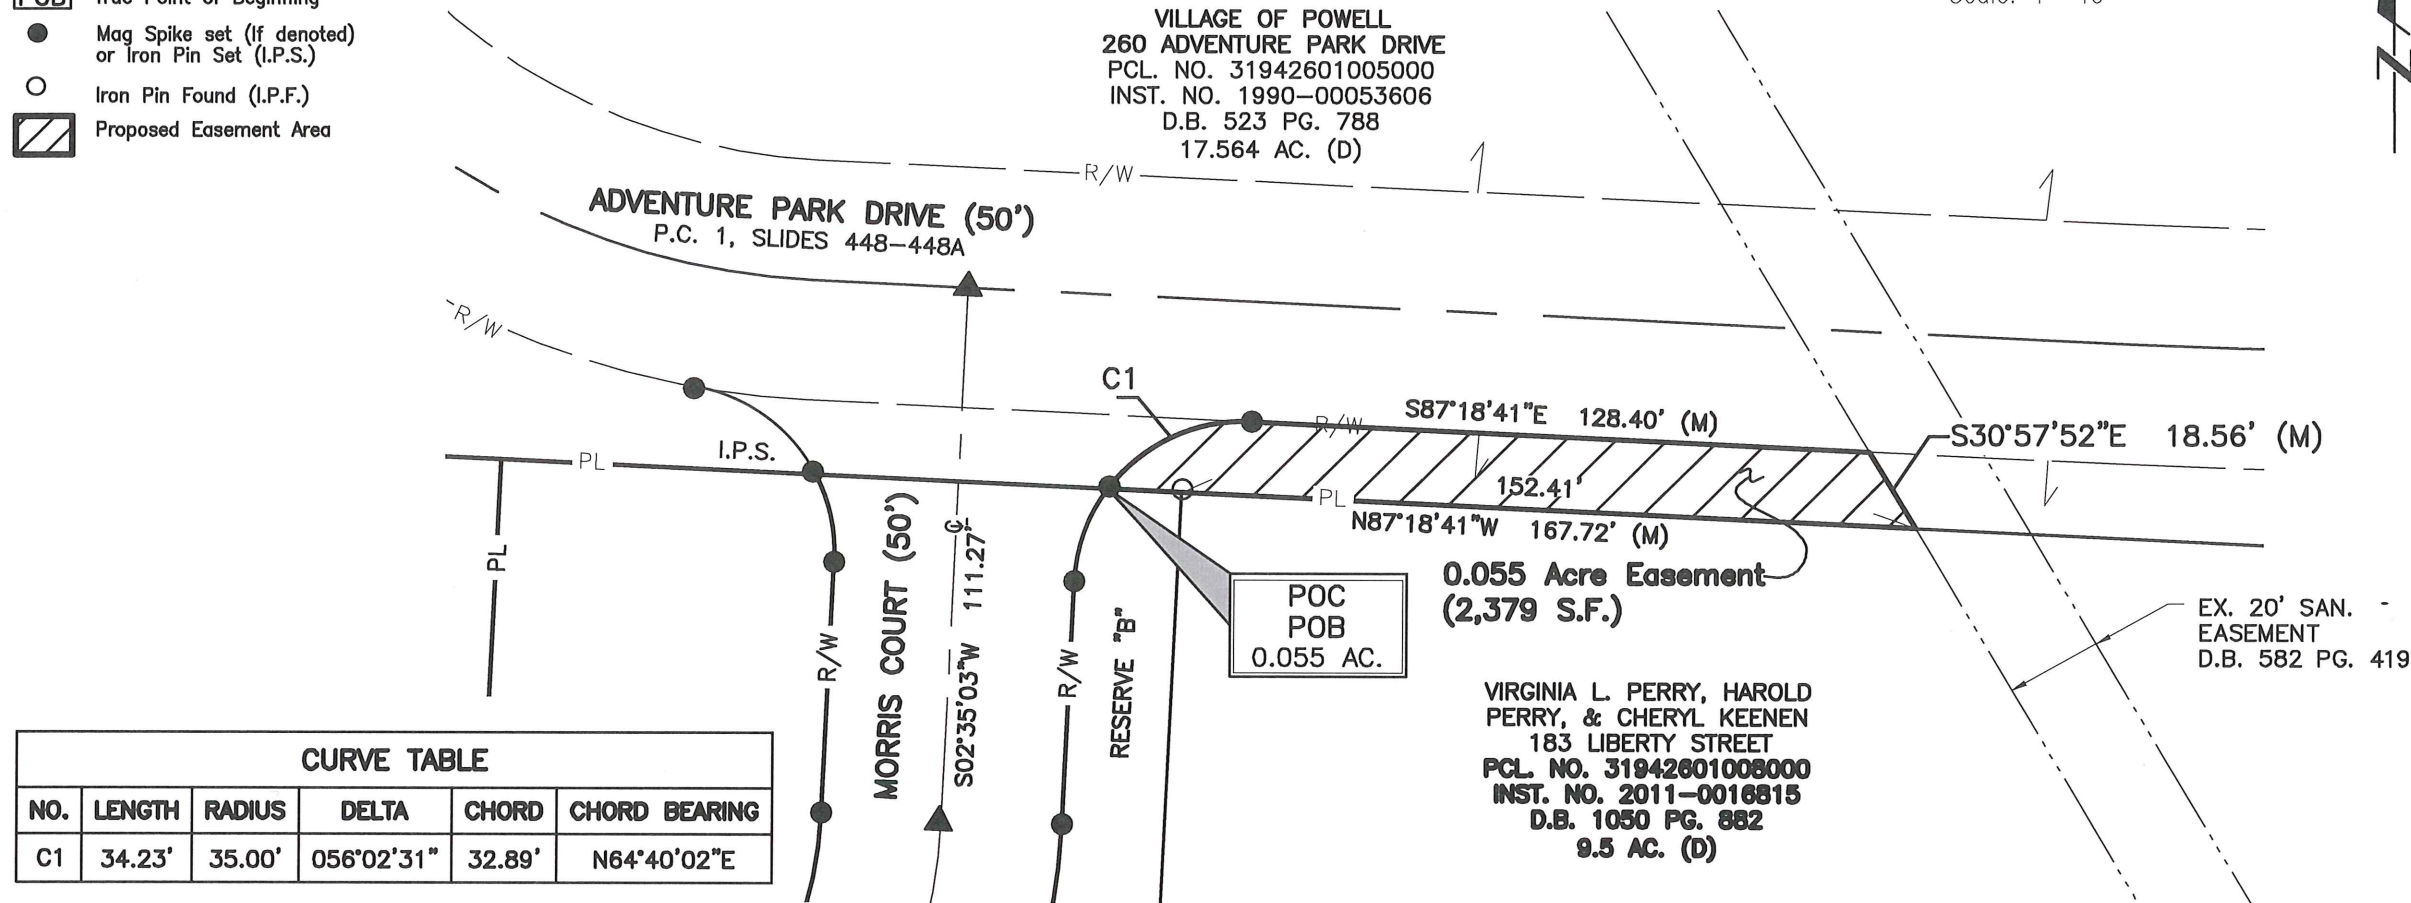 POB True Point of Beginning
Mag Spike set (If denoted)
or Iron Pin Set (I.P.S.)
Iron Pin Found (I.P.F.)
Proposed Easement Area
VILLAGE OF POWELL
260 ADVENTURE PARK DRIVE
PCL. NO. 31942601005000
INST. NO. 1990-00053606
D.B. 523 PG. 788
17.564 AC. (D)
R/W
ADVENTURE PARK DRIVE (50')
P.C. 1, SLIDES 448-448A
R/W
C1
R/W
S87°18'41"E 128.40' (M)
S30°57'52"E 18.56' (M)
I.P.S.
PL
152.41'
PL
N87°18'41"W 167.72' (M)
PL
MORRIS COURT (50')
S02°35'03"W 111.27'
R/W
R/W
RESERVE "B"
POC
POB
0.055 AC.
0.055 Acre Easement
(2,379 S.F.)
EX. 20' SAN.
EASEMENT
D.B. 582 PG. 419
VIRGINIA L. PERRY, HAROLD
PERRY, & CHERYL KEENEN
183 LIBERTY STREET
PCL. NO. 31942601008000
INST. NO. 2011-0016815
D.B. 1050 PG. 882
9.5 AC. (D)
CURVE TABLE
NO. LENGTH RADIUS DELTA CHORD CHORD BEARING
C1 34.23' 35.00' 056°02'31" 32.89' N64°40'02"E